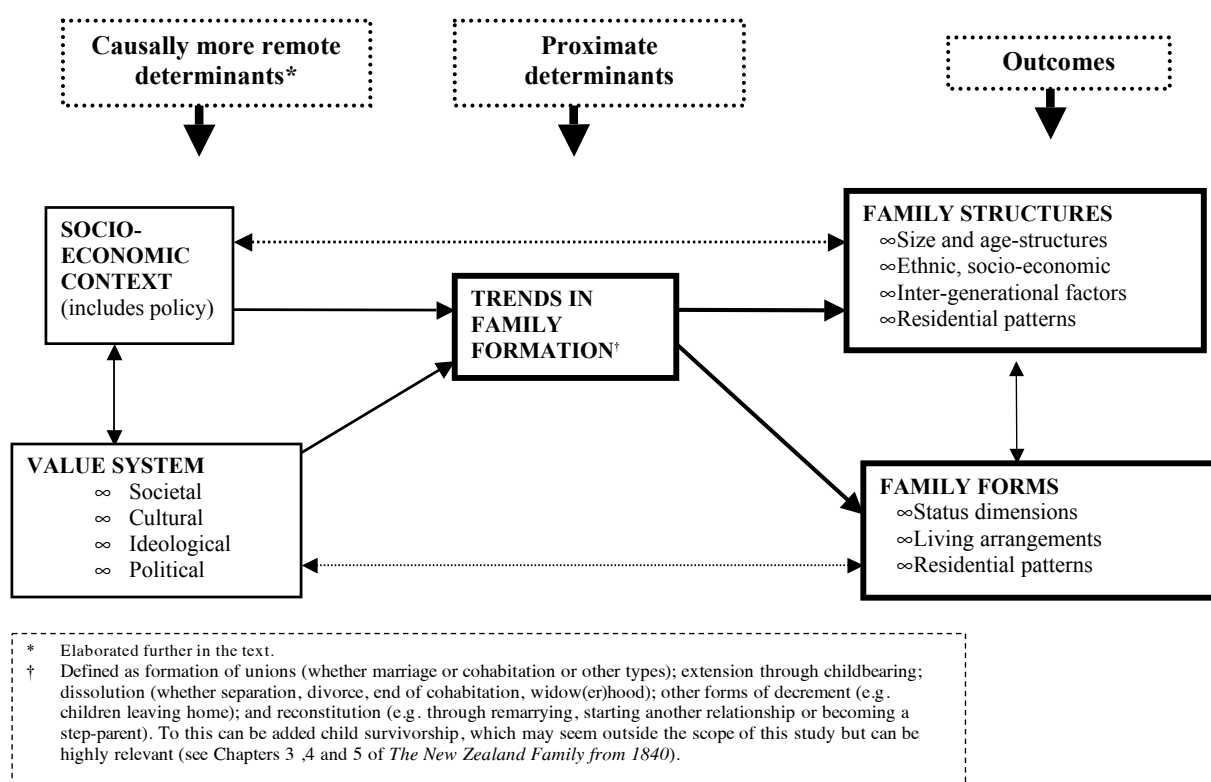 Causally more remote
determinants*
Proximate
determinants
Outcomes
SOCIO-
ECONOMIC
CONTEXT
(includes policy)
VALUE SYSTEM
∞ Societal
∞ Cultural
∞ Ideological
∞ Political
TRENDS IN
FAMILY
FORMATION†
FAMILY STRUCTURES
∞Size and age-structures
∞Ethnic, socio-economic
∞Inter-generational factors
∞Residential patterns
FAMILY FORMS
∞Status dimensions
∞Living arrangements
∞Residential patterns
* Elaborated further in the text.
† Defined as formation of unions (whether marriage or cohabitation or other types); extension through childbearing;
dissolution (whether separation, divorce, end of cohabitation, widow(er)hood); other forms of decrement (e.g.
children leaving home); and reconstitution (e.g. through remarrying, starting another relationship or becoming a
step-parent). To this can be added child survivorship, which may seem outside the scope of this study but can be
highly relevant (see Chapters 3 ,4 and 5 of The New Zealand Family from 1840).